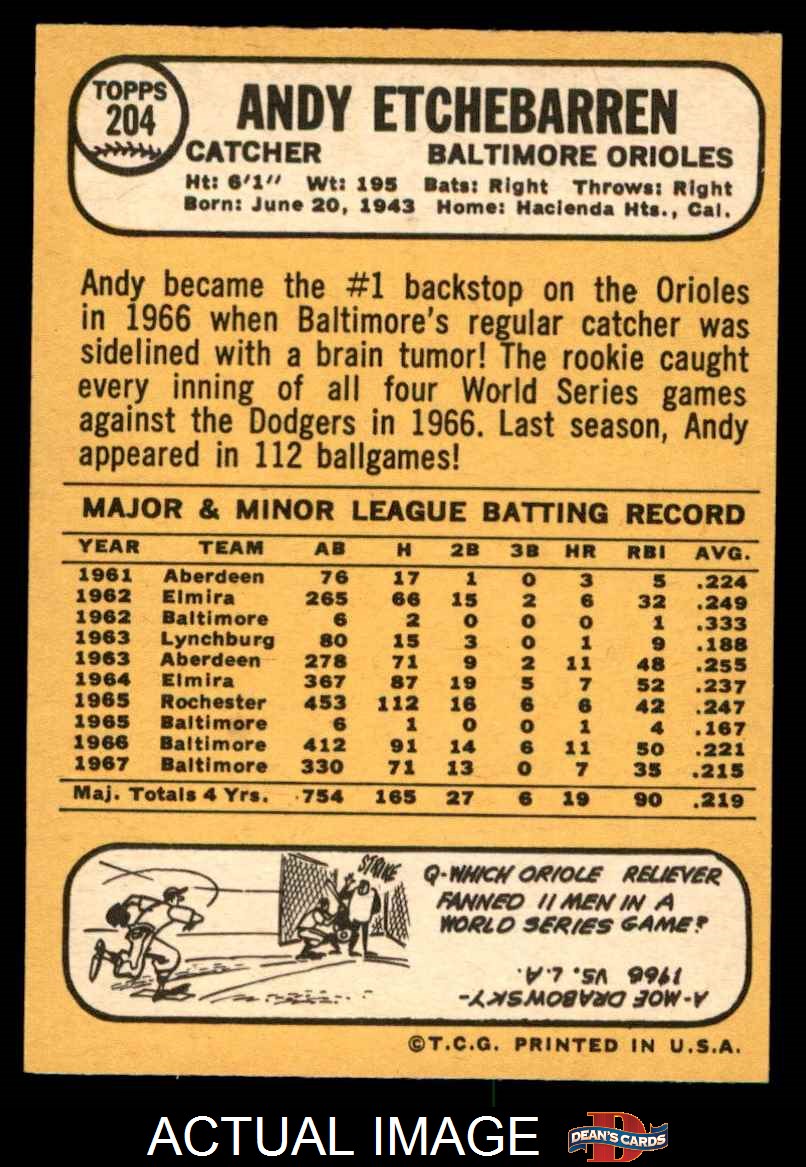 TOPPS
204
ANDY ETCHEBARREN
CATCHER BALTIMORE ORIOLES
Ht: 6'1" Wt: 195 Bats: Right Throws: Right
Born: June 20, 1943 Home: Hacienda Hts., Cal.
Andy became the #1 backstop on the Orioles
in 1966 when Baltimore's regular catcher was
sidelined with a brain tumor! The rookie caught
every inning of all four World Series games
against the Dodgers in 1966. Last season, Andy
appeared in 112 ballgames!
MAJOR & MINOR LEAGUE BATTING RECORD
YEAR TEAM AB H 2B 3B HR RBI AVG.
1961 Aberdeen 76 17 1 0 3 5 .224
1962 Elmira 265 66 15 2 6 32 .249
1962 Baltimore 6 2 0 0 0 1 .333
1963 Lynchburg 80 15 3 0 1 9 .188
1963 Aberdeen 278 71 9 2 11 48 .255
1964 Elmira 367 87 19 5 7 52 .237
1965 Rochester 453 112 16 6 6 42 .247
1965 Baltimore 6 1 0 0 1 4 .167
1966 Baltimore 412 91 14 6 11 50 .221
1967 Baltimore 330 71 13 0 7 35 .215
Maj. Totals 4 Yrs. 754 165 27 6 19 90 .219
STRIKE
Q-WHICH ORIOLE RELIEVER
FANNED 11 MEN IN A
WORLD SERIES GAME?
A-MOE DRABOWSKY-
1966 VS. L.A.
©T.C.G. PRINTED IN U.S.A.
ACTUAL IMAGE
D
DEAN'S CARDS